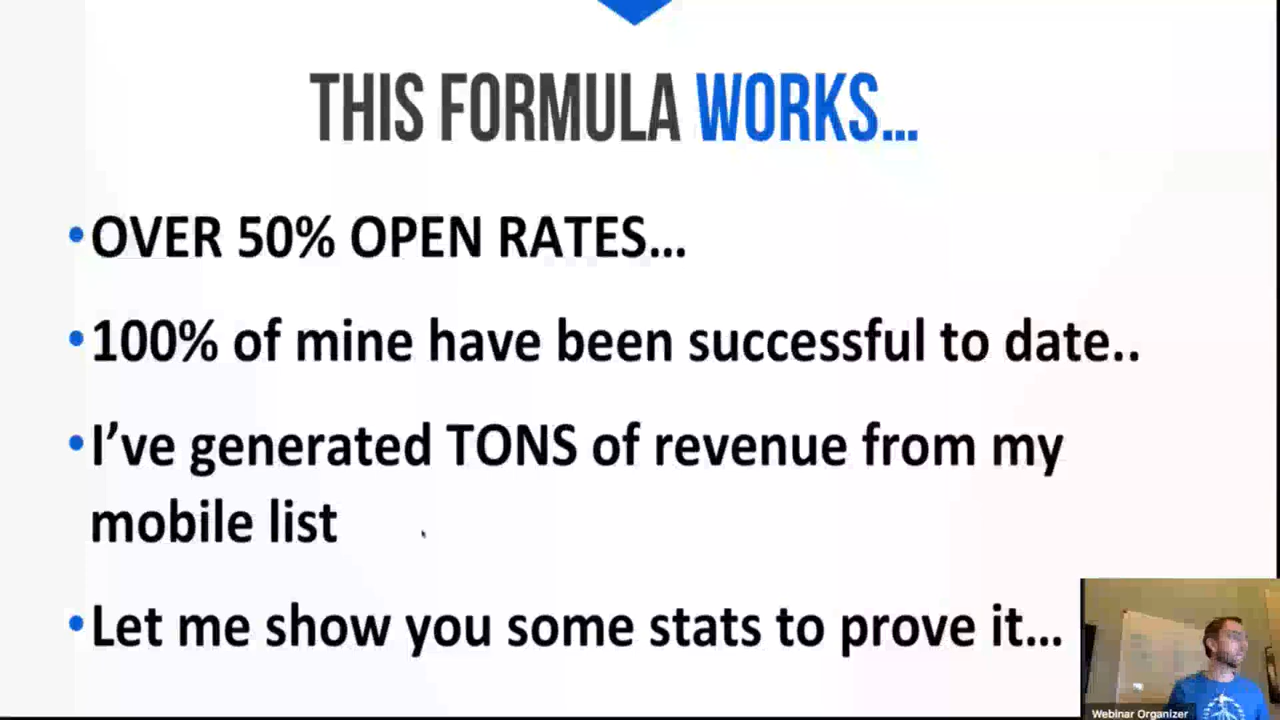 THIS FORMULA WORKS...
•OVER 50% OPEN RATES...
•100% of mine have been successful to date..
•I’ve generated TONS of revenue from my
mobile list
•Let me show you some stats to prove it...
Webinar Organizer